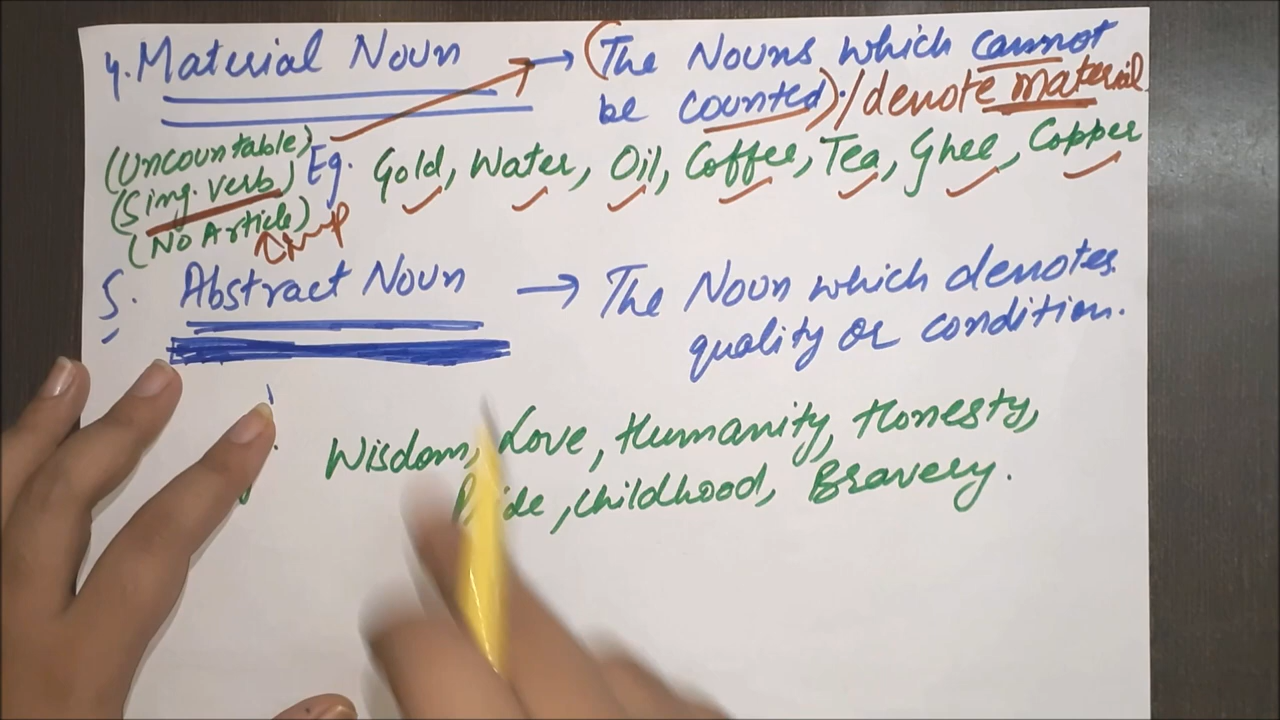 4. Material Noun → (The Nouns which cannot
be counted)./denote material
(Uncountable) Eg. Gold, Water, Oil, Coffee, Tea, Ghee, Copper
(Sing. verb)
(No Article)
Imp
5. Abstract Noun → The Noun which denotes
quality or condition.
Wisdom, Love, Humanity, Honesty,
Childhood, Bravery.